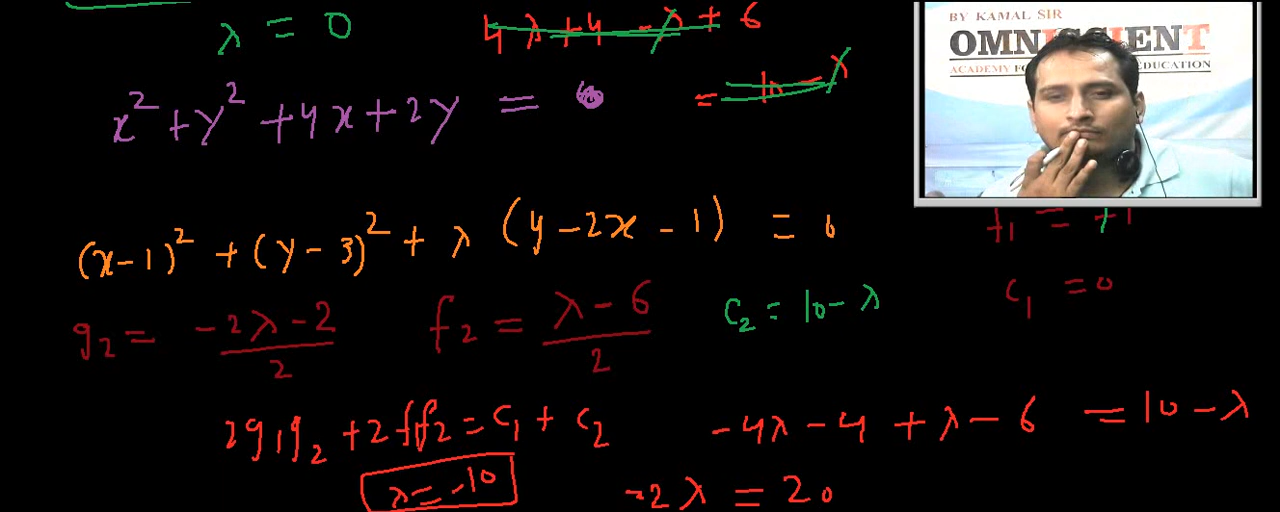 λ = 0
4λ+4 -λ+6
x² + y² + 4x + 2y = 0
= 10 - λ
BY KAMAL SIR
OMNISCIENT
ACADEMY FO EDUCATION
(x-1)² + (y-3)² + λ (y-2x-1) = 0
f₁ = +1
g₂ = (-2λ-2)/2 f₂ = (λ-6)/2 c₂ = 10-λ
c₁ = 0
2g₁g₂ + 2ff₂ = c₁ + c₂
-4λ-4+λ-6 = 10-λ
λ = -10
-2λ = 20